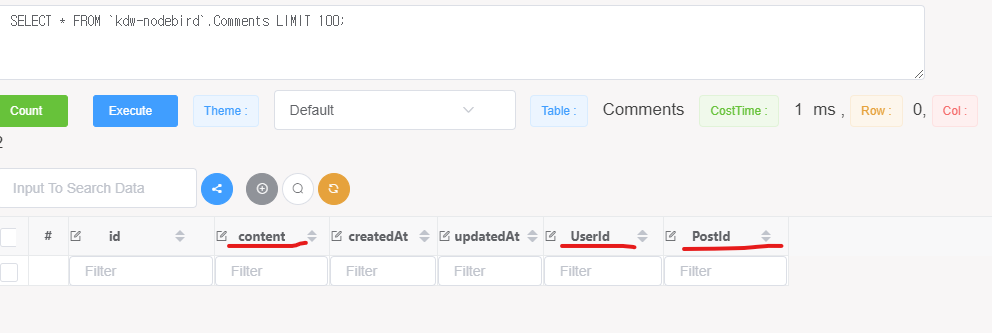 SELECT * FROM `kdw-nodebird`.Comments LIMIT 100;
Count Execute Theme : Default Table : Comments CostTime : 1 ms , Row : 0, Col :
2
Input To Search Data
# id content createdAt updatedAt UserId PostId
Filter Filter Filter Filter Filter Filter